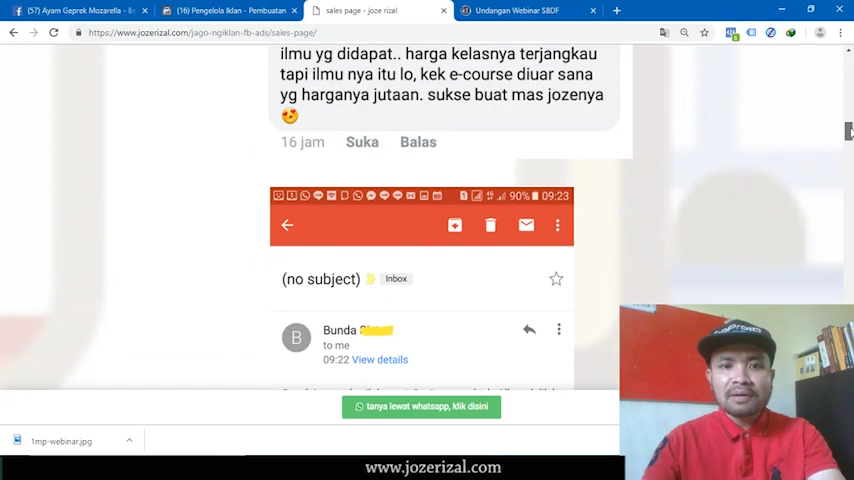 (57) Ayam Geprek Mozarella - Be
(16) Pengelola Iklan - Pembuatan
sales page - joze rizal
Undangan Webinar SBDF
https://www.jozerizal.com/jago-ngiklan-fb-ads/sales-page/
ilmu yg didapat.. harga kelasnya terjangkau
tapi ilmu nya itu lo, kek e-course diuar sana
yg harganya jutaan. sukse buat mas jozenya
16 jam Suka Balas
90% 09:23
(no subject) Inbox
B
Bunda
to me
09:22 View details
tanya lewat whatsapp, klik disini
1mp-webinar.jpg
www.jozerizal.com